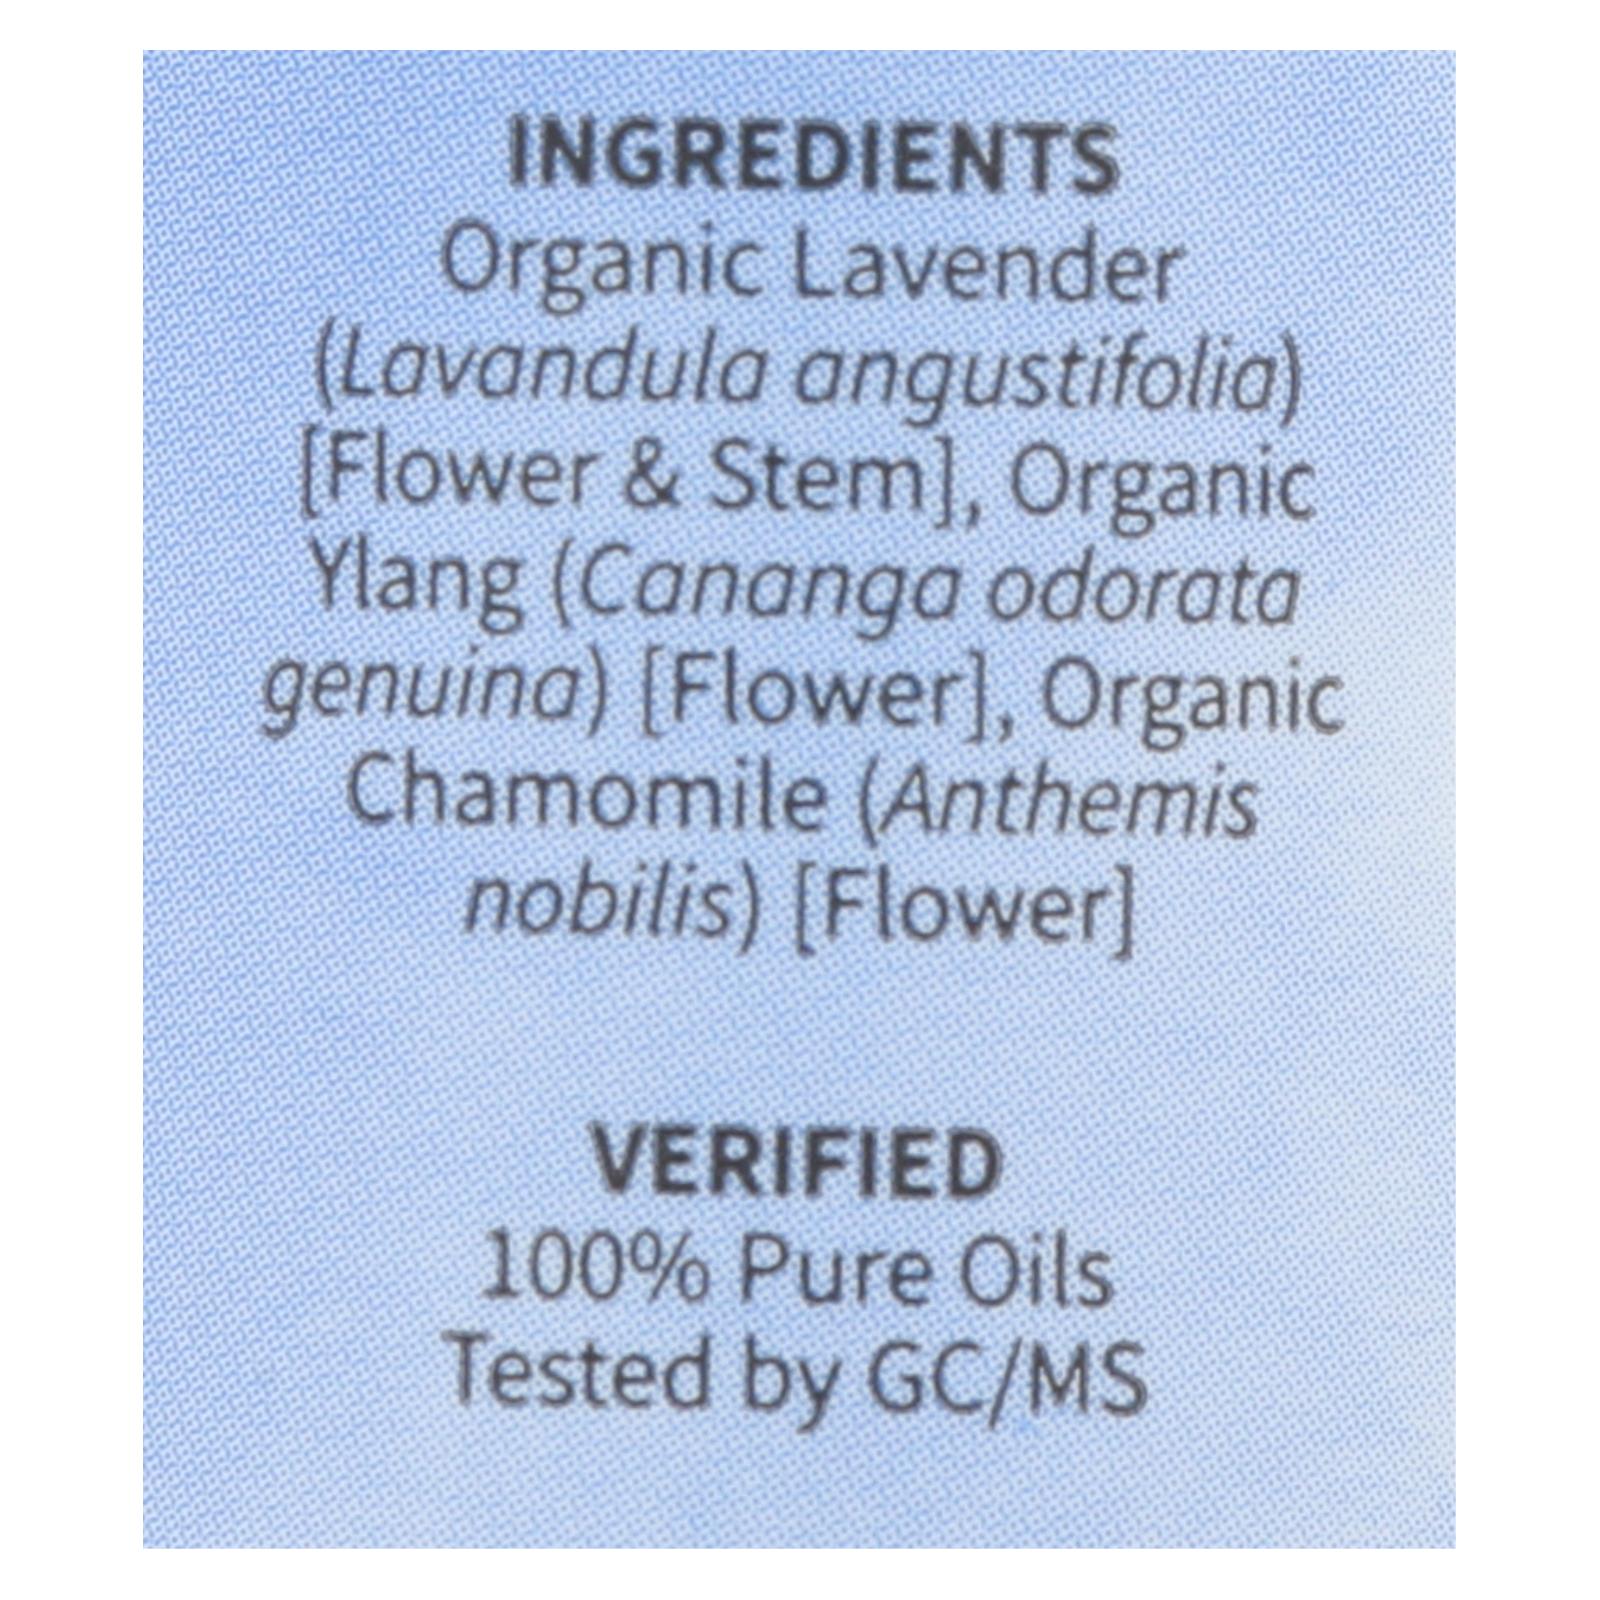 INGREDIENTS
Organic Lavender
(Lavandula angustifolia)
[Flower & Stem], Organic
Ylang (Cananga odorata
genuina) [Flower], Organic
Chamomile (Anthemis
nobilis) [Flower]
VERIFIED
100% Pure Oils
Tested by GC/MS